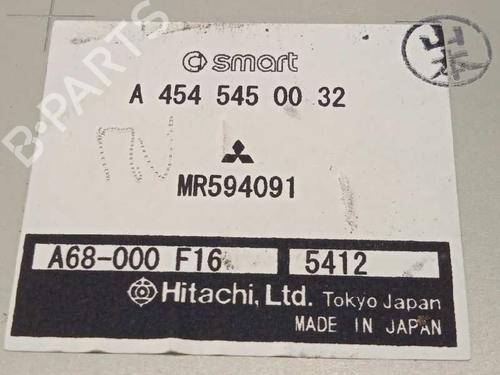 smart
A 454 545 00 32
MR594091
A68-000 F16 5412
Hitachi, Ltd. Tokyo Japan
MADE IN JAPAN
B-PARTS